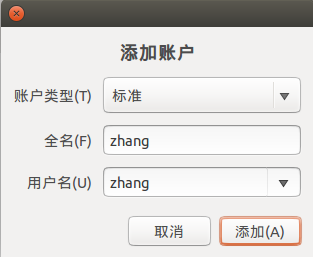 添加账户
账户类型(T) 标准
全名(F) zhang
用户名(U) zhang
取消 添加(A)